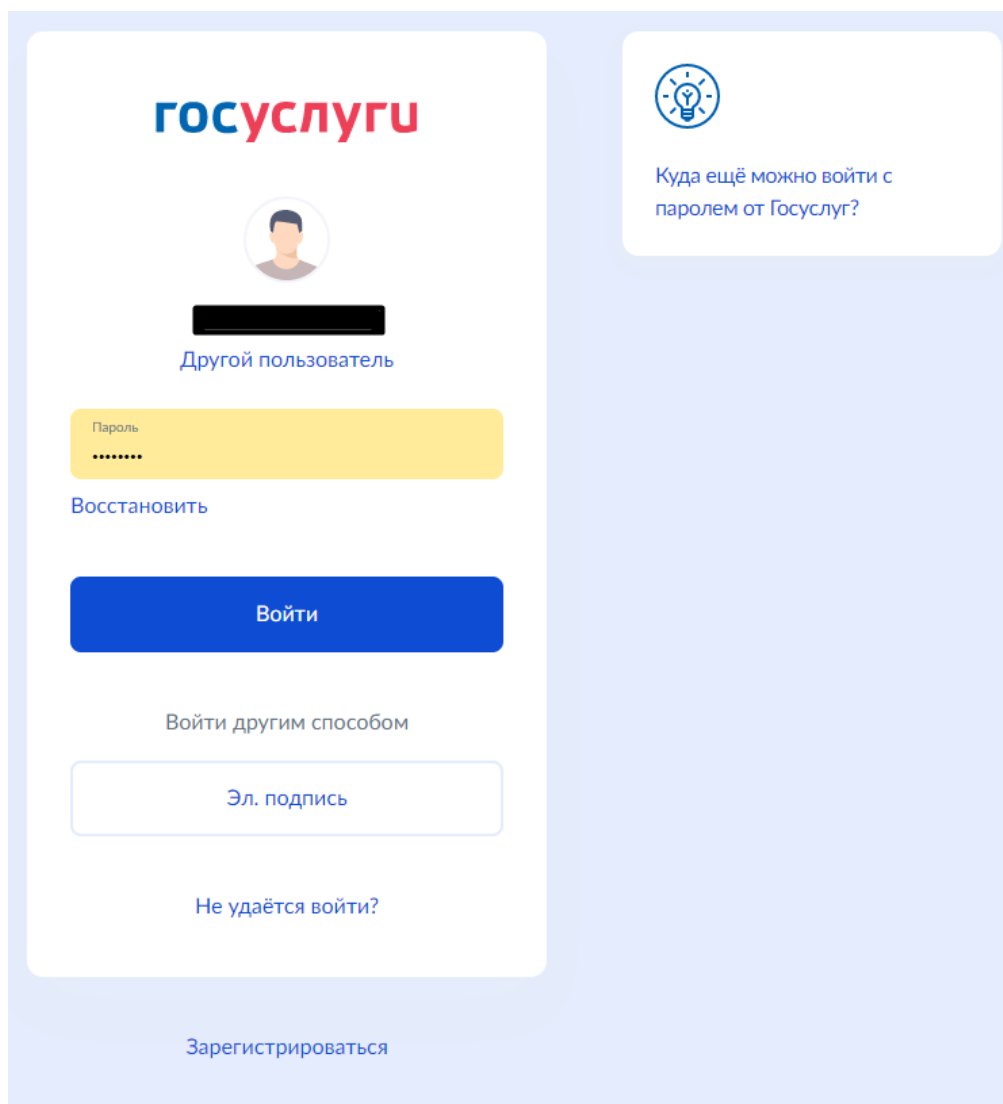 госуслуги
Другой пользователь
Пароль
••••••••
Восстановить
Войти
Войти другим способом
Эл. подпись
Не удаётся войти?
Зарегистрироваться
Куда ещё можно войти с
паролем от Госуслуг?